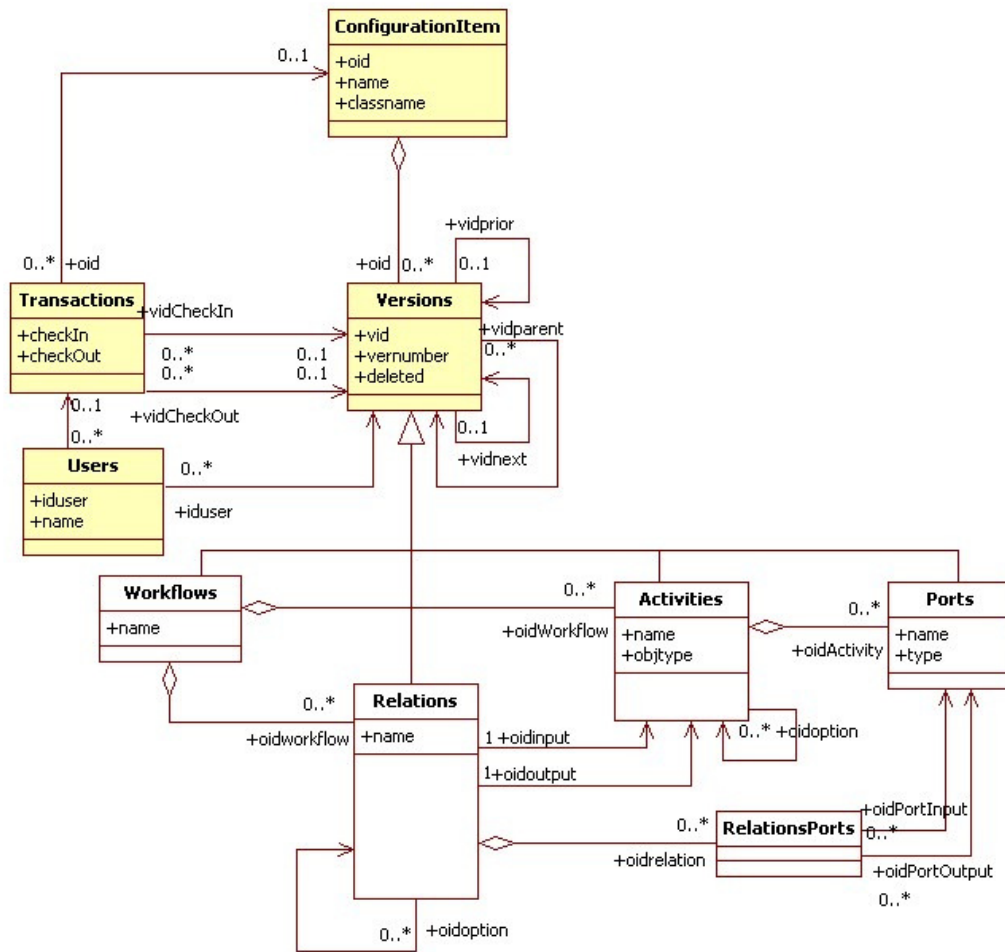 ConfigurationItem
+oid
+name
+classname
0..1
+vidprior
0..* +oid
+oid 0..*
0..1
Transactions
+checkIn
+checkOut
+vidCheckIn
0..*
0..*
0..1
0..1
Versions
+vid
+vernumber
+deleted
+vidparent
0..*
0..1
0..*
+vidCheckOut
0..1
+vidnext
Users
+iduser
+name
0..*
+iduser
Workflows
+name
0..*
+oidWorkflow
Activities
+name
+objtype
0..*
+oidActivity
Ports
+name
+type
0..*
+oidworkflow
Relations
+name
1 +oidinput
1+oidoutput
0..* +oidoption
0..*
+oidrelation
RelationsPorts
+oidPortInput
0..*
+oidPortOutput
0..*
0..* +oidoption